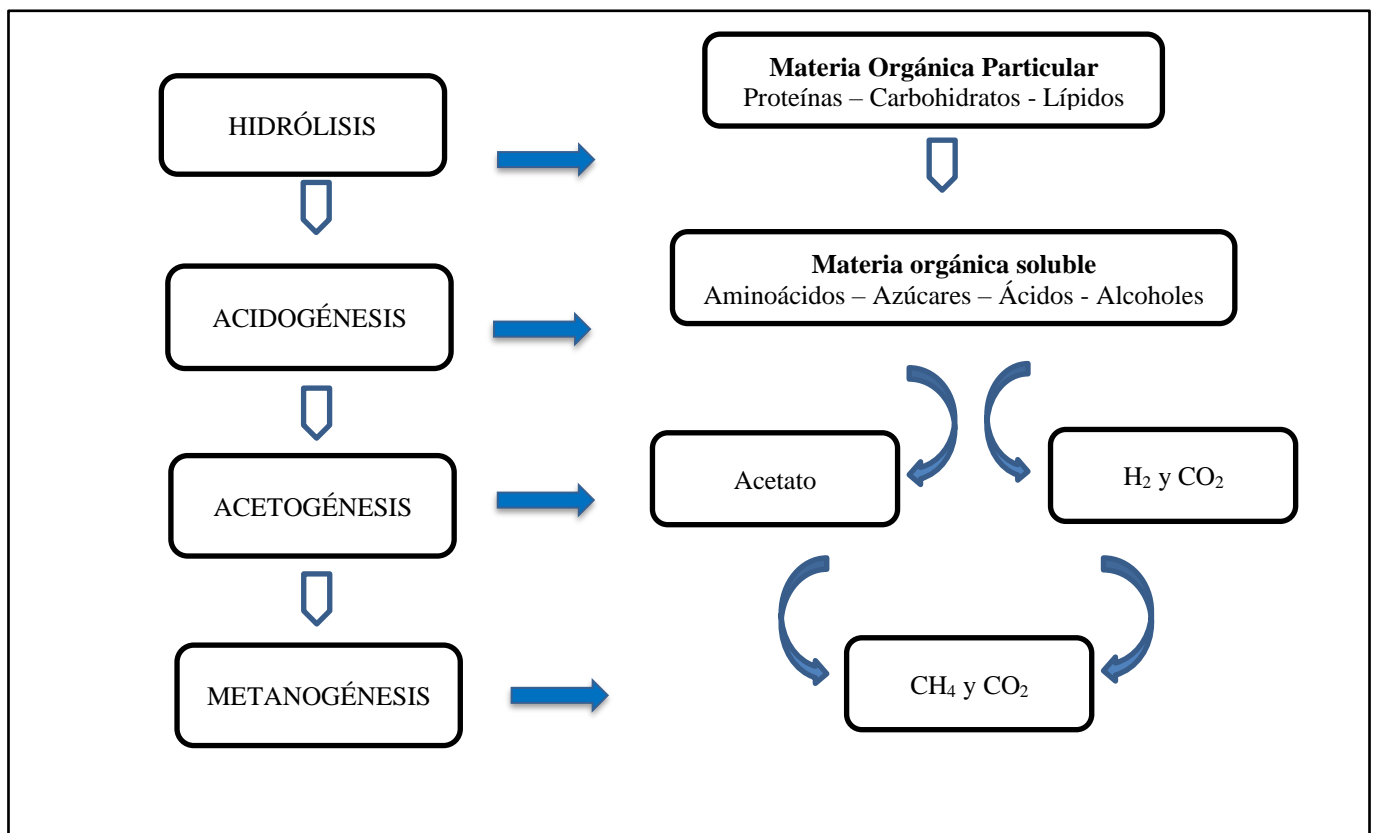 HIDRÓLISIS
Materia Orgánica Particular
Proteínas – Carbohidratos - Lípidos
ACIDOGÉNESIS
Materia orgánica soluble
Aminoácidos – Azúcares – Ácidos - Alcoholes
ACETOGÉNESIS
Acetato
H₂ y CO₂
METANOGÉNESIS
CH₄ y CO₂